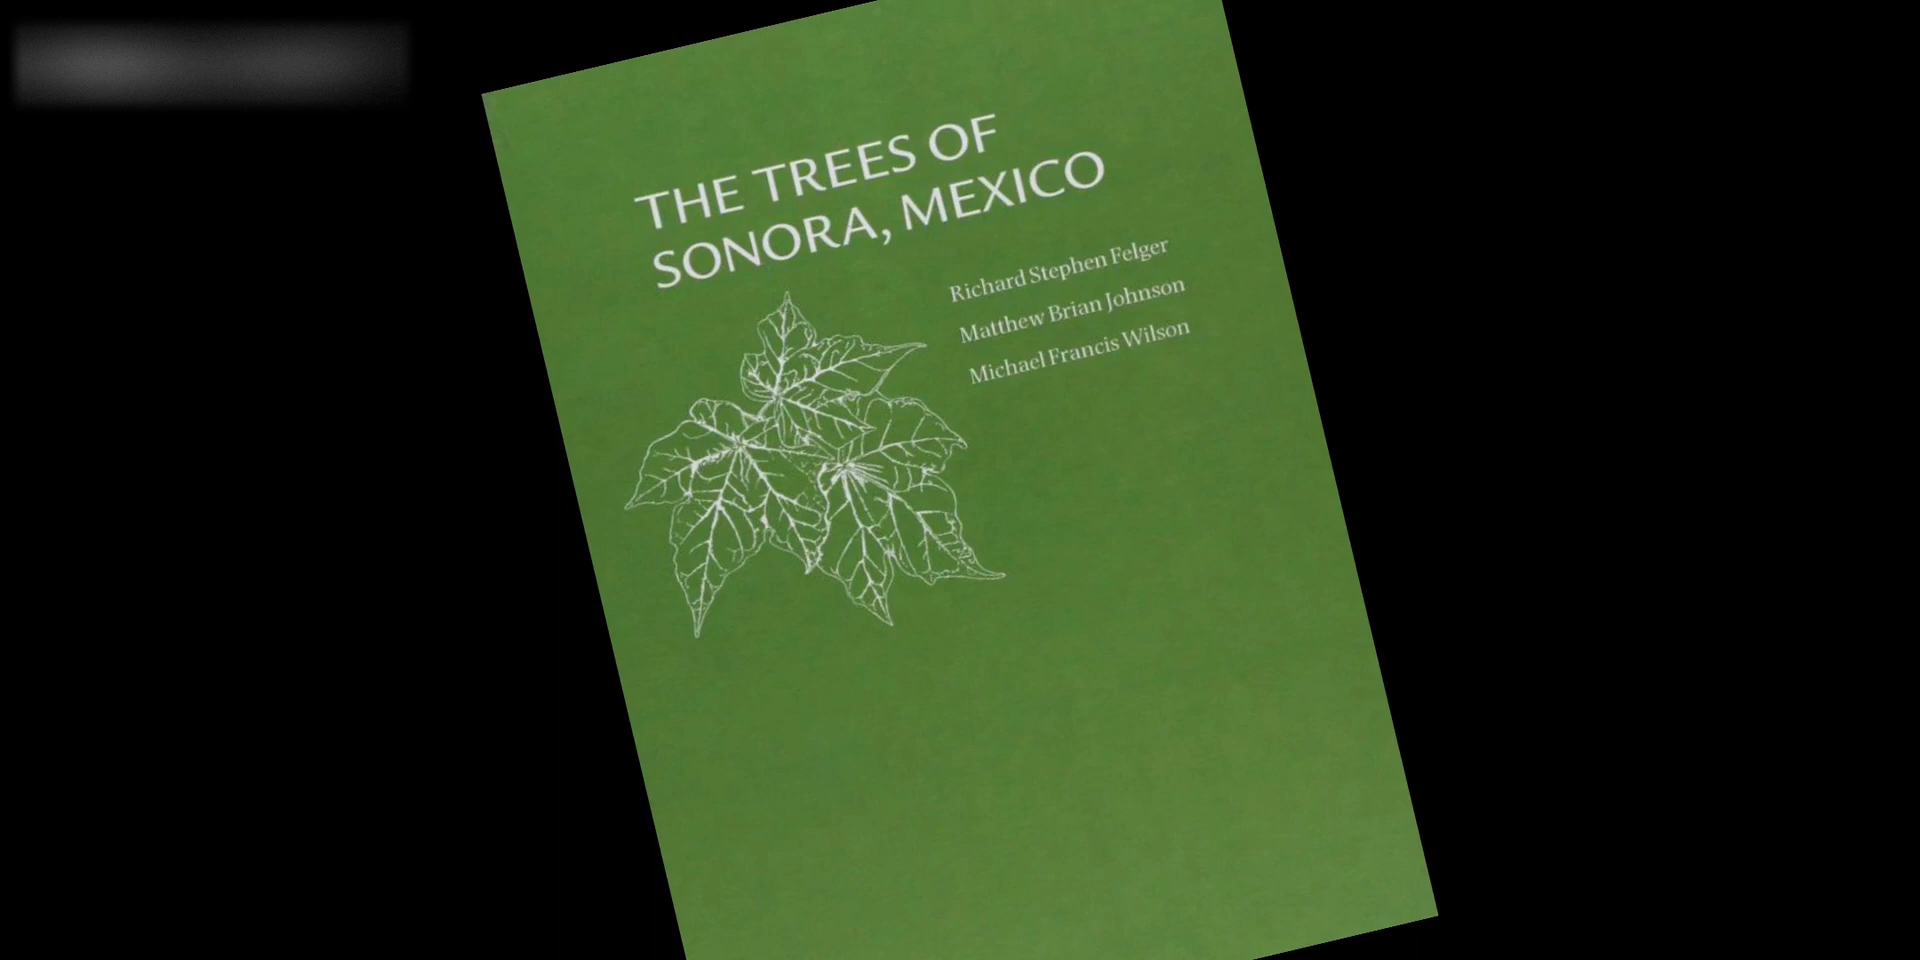 THE TREES OF
SONORA, MEXICO
Richard Stephen Felger
Matthew Brian Johnson
Michael Francis Wilson